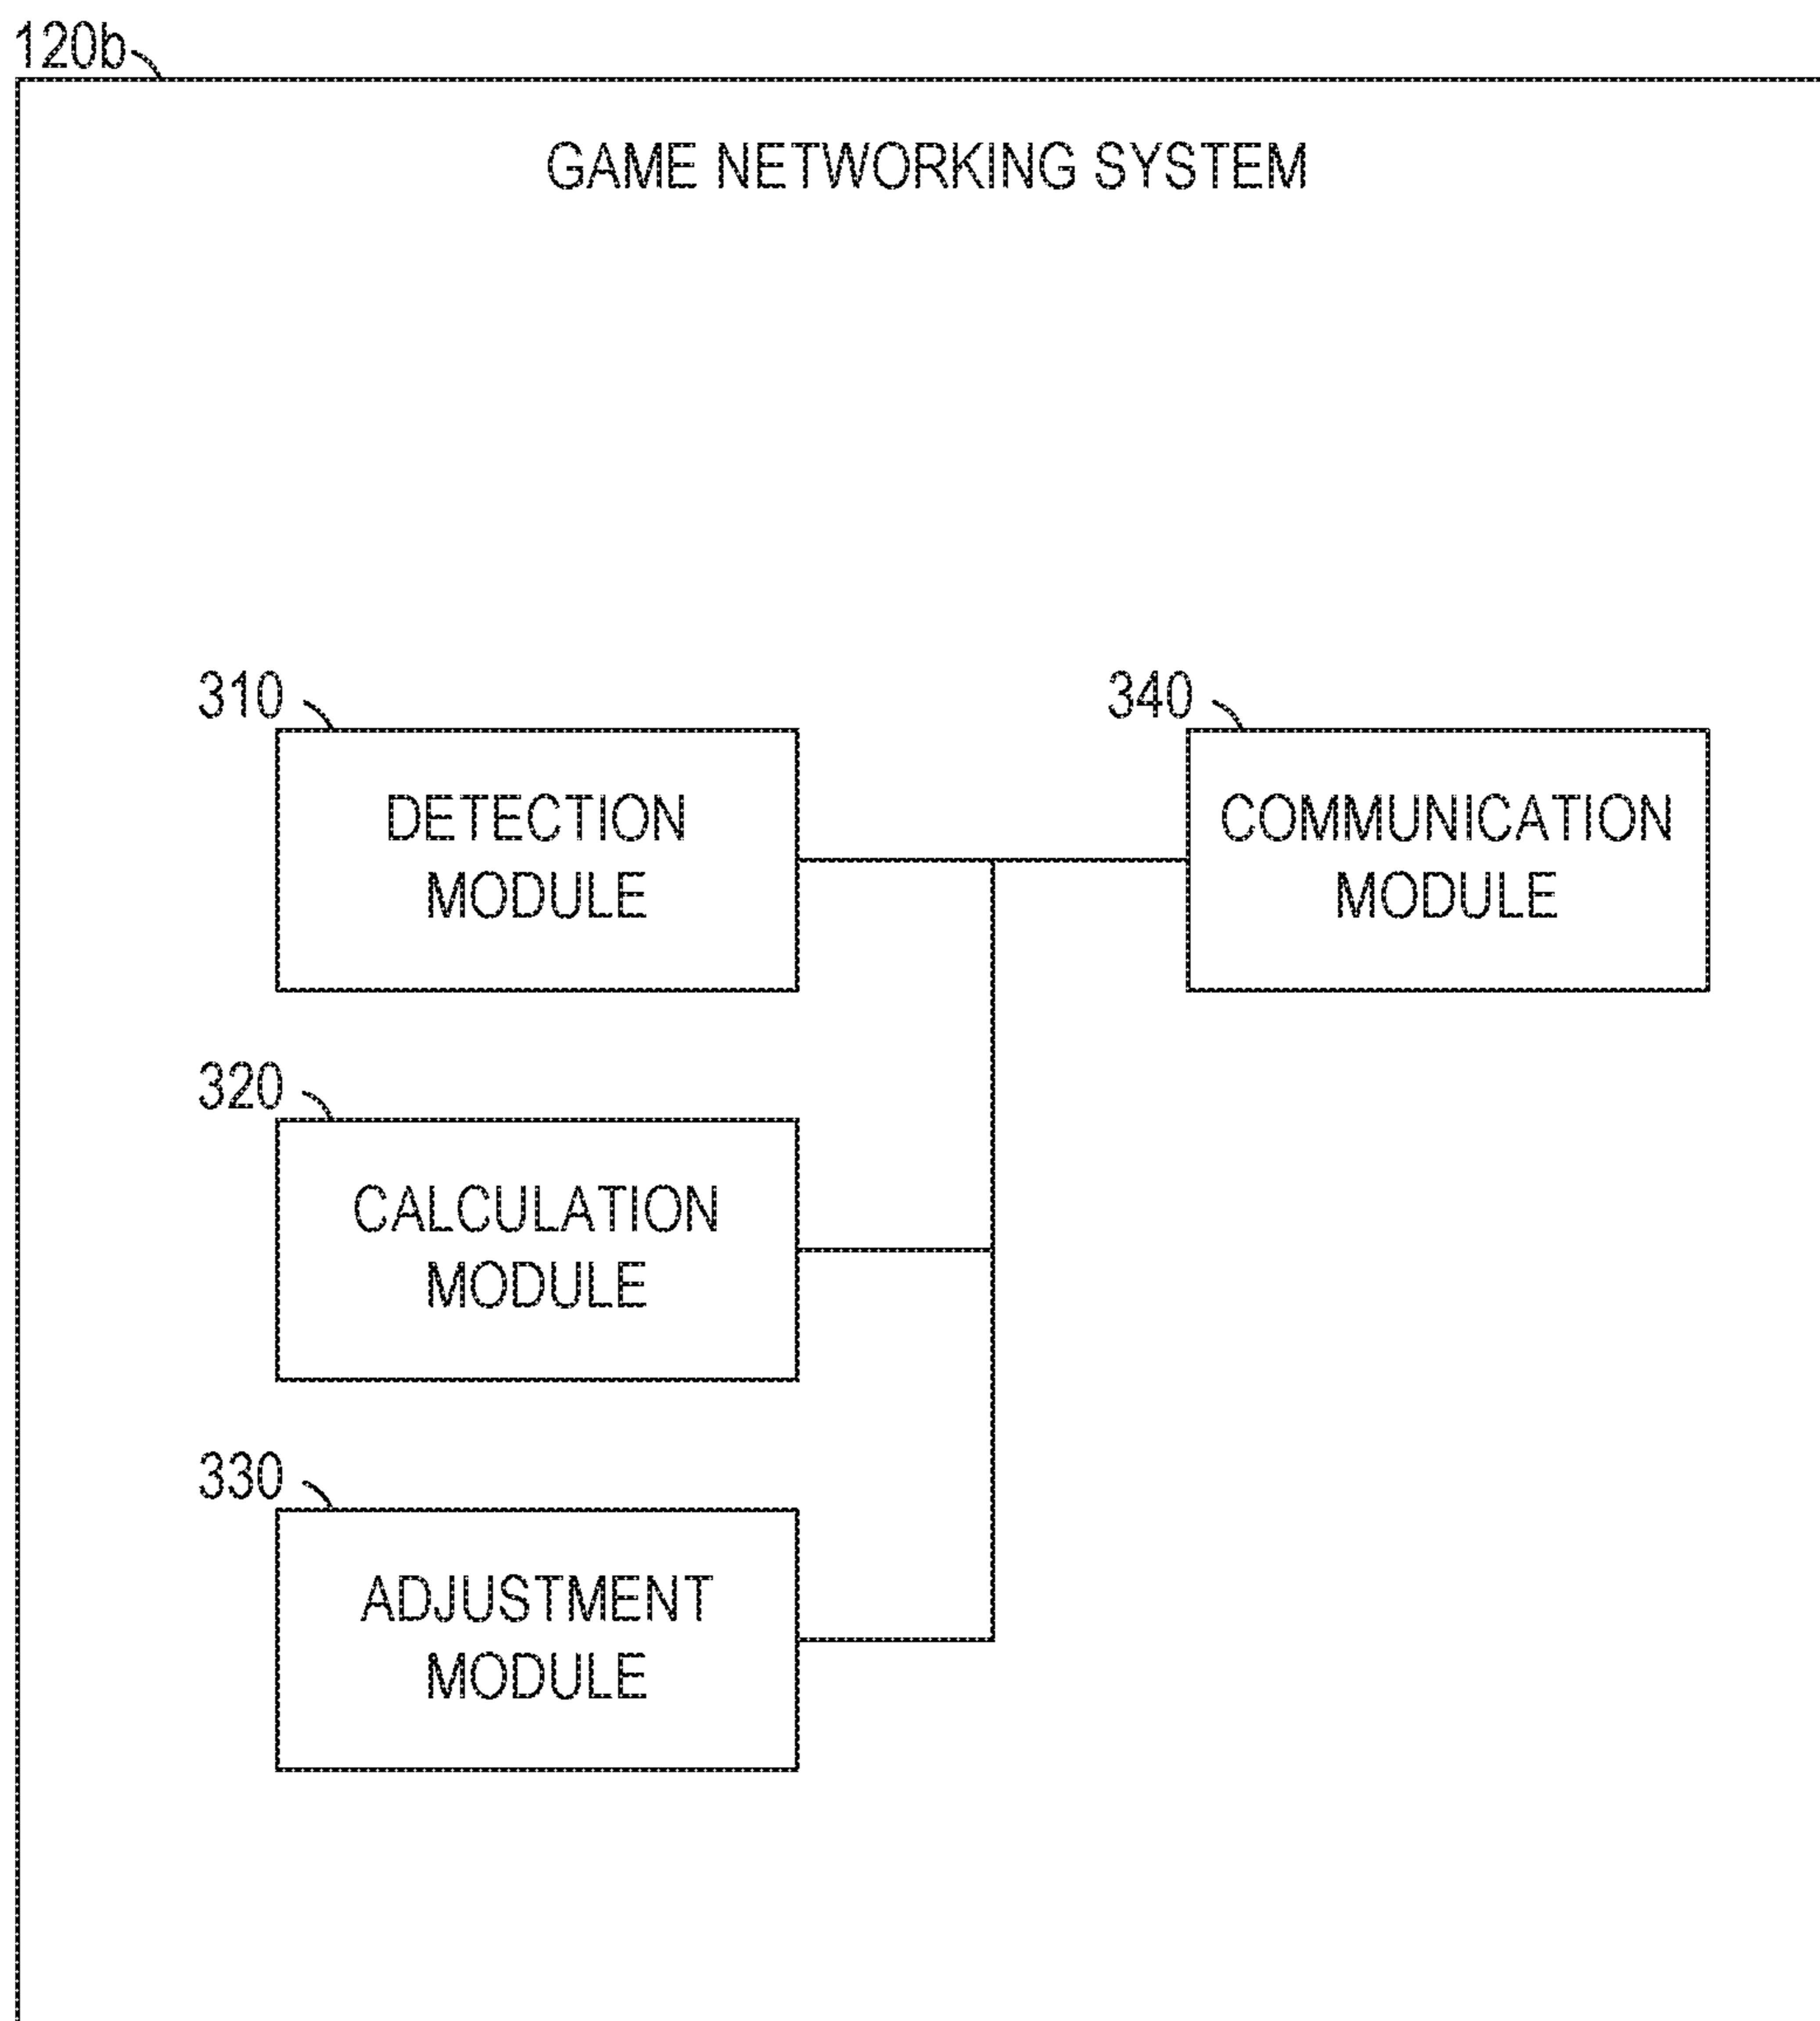 120b
GAME NETWORKING SYSTEM
310
DETECTION
MODULE
340
COMMUNICATION
MODULE
320
CALCULATION
MODULE
330
ADJUSTMENT
MODULE